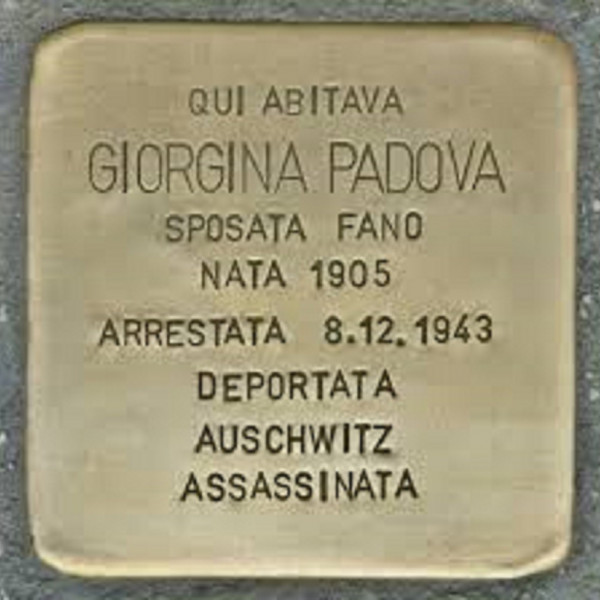 QUI ABITAVA
GIORGINA PADOVA
SPOSATA FANO
NATA 1905
ARRESTATA 8.12.1943
DEPORTATA
AUSCHWITZ
ASSASSINATA